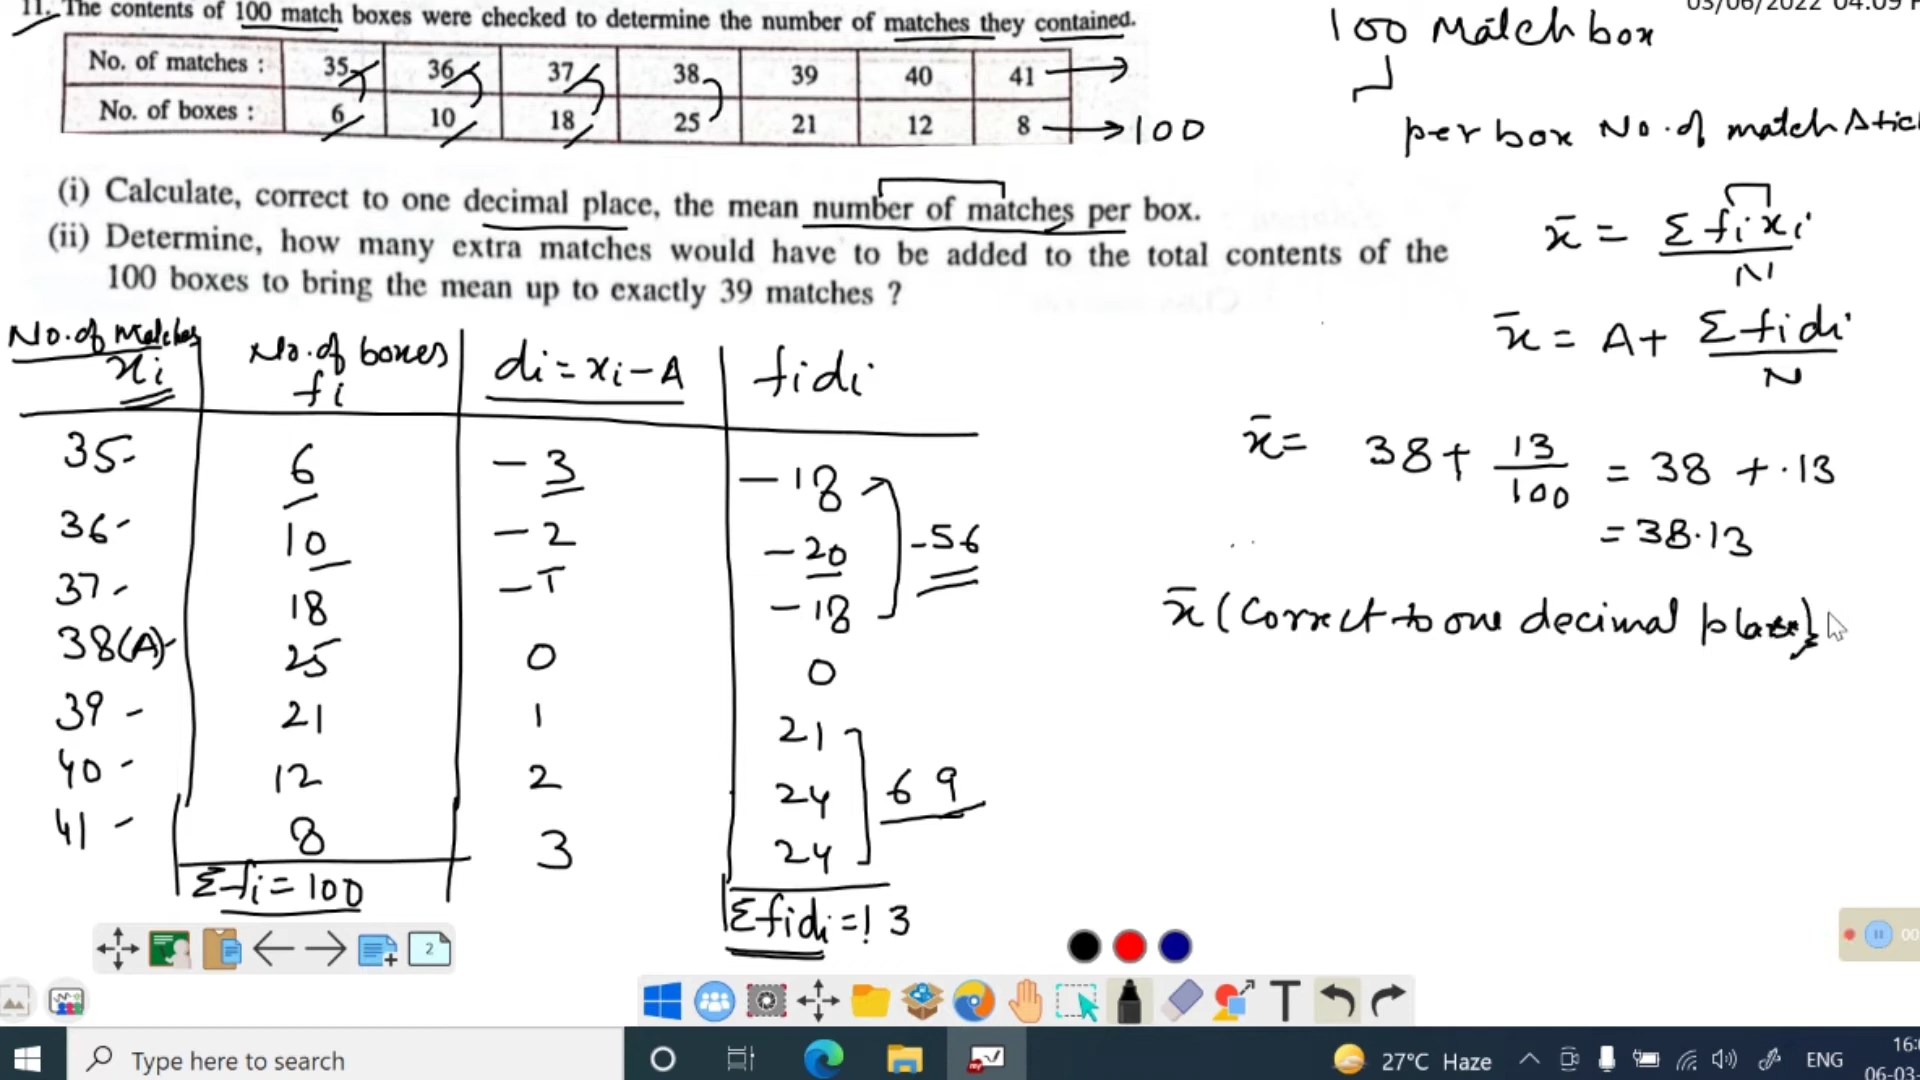 11. The contents of 100 match boxes were checked to determine the number of matches they contained.
No. of matches : 35 36 37 38 39 40 41
No. of boxes : 6 10 18 25 21 12 8 → 100
(i) Calculate, correct to one decimal place, the mean number of matches per box.
(ii) Determine, how many extra matches would have to be added to the total contents of the
100 boxes to bring the mean up to exactly 39 matches ?
100 Match box
per box No. of match
x̄ = Σ fi xi / N
x̄ = A + Σ fidi / N
x̄ = 38 + 13/100 = 38 + .13
= 38.13
x̄ (Correct to one decimal place)
No. of Matches xi | No. of boxes fi | di = xi - A | fidi
35 6 -3 -18
36 10 -2 -20 -56
37 18 -1 -18
38(A) 25 0 0
39 21 1 21
40 12 2 24 69
41 8 3 24
Σfi = 100 Σfidi = 13
2
T
Type here to search
27°C Haze
ENG